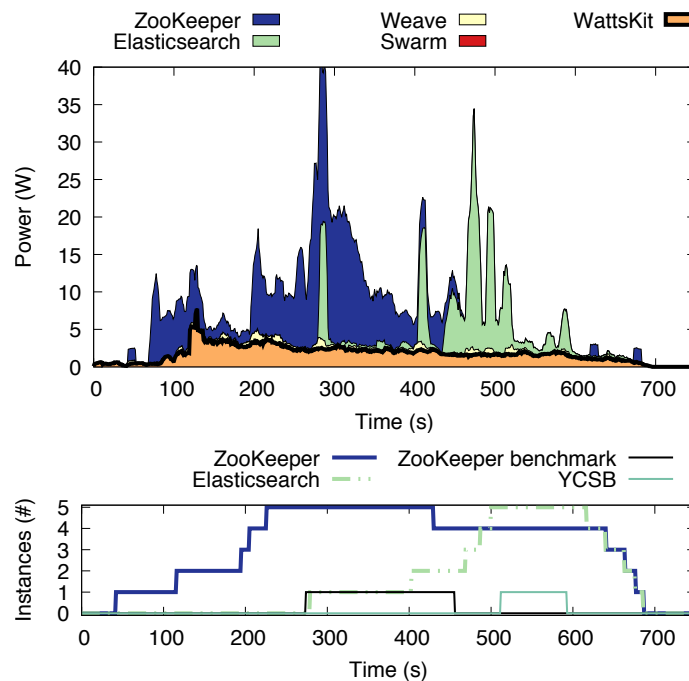 ZooKeeper Weave WattsKit
Elasticsearch Swarm
40
35
30
25
20
15
10
5
0
Power (W)
0 100 200 300 400 500 600 700
Time (s)
ZooKeeper ZooKeeper benchmark
Elasticsearch YCSB
5
4
3
2
1
0
Instances (#)
0 100 200 300 400 500 600 700
Time (s)